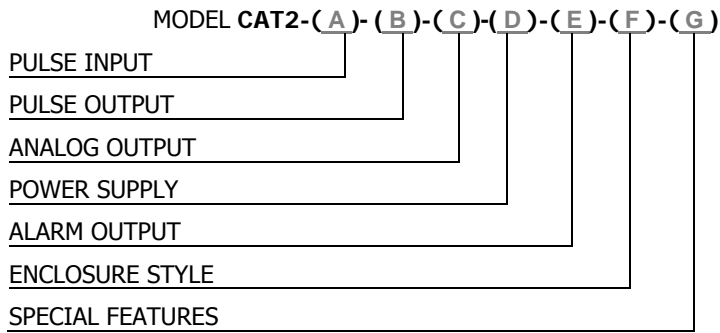 MODEL CAT2-(A)- (B)-(C)-(D)-(E)-(F)-(G)
PULSE INPUT
PULSE OUTPUT
ANALOG OUTPUT
POWER SUPPLY
ALARM OUTPUT
ENCLOSURE STYLE
SPECIAL FEATURES